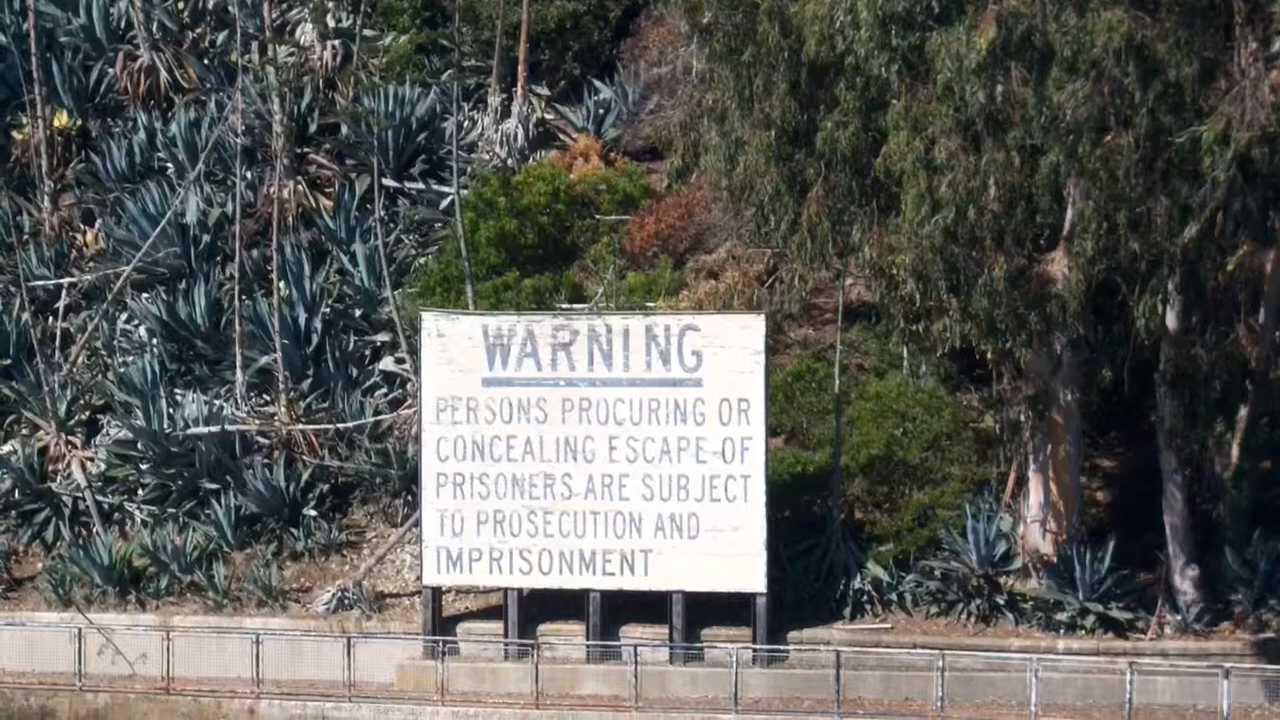 WARNING
PERSONS PROCURING OR
CONCEALING ESCAPE OF
PRISONERS ARE SUBJECT
TO PROSECUTION AND
IMPRISONMENT